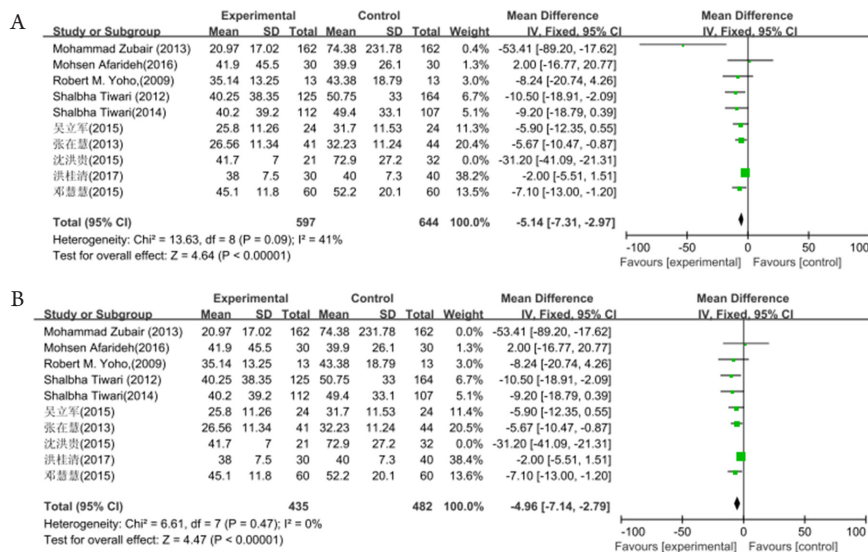 A
Experimental Control Mean Difference Mean Difference
Study or Subgroup Mean SD Total Mean SD Total Weight IV, Fixed, 95% CI IV, Fixed, 95% CI
Mohammad Zubair (2013) 20.97 17.02 162 74.38 231.78 162 0.4% -53.41 [-89.20, -17.62]
Mohsen Afarideh(2016) 41.9 45.5 30 39.9 26.1 30 1.3% 2.00 [-16.77, 20.77]
Robert M. Yoho,(2009) 35.14 13.25 13 43.38 18.79 13 3.0% -8.24 [-20.74, 4.26]
Shalbha Tiwari (2012) 40.25 38.35 125 50.75 33 164 6.6% -10.50 [-18.91, -2.09]
Shalbha Tiwari(2014) 40.2 39.2 112 49.4 33.1 107 5.1% -9.20 [-18.79, 0.39]
吴立军(2015) 25.8 11.26 24 31.7 11.53 24 11.3% -5.90 [-12.35, 0.55]
张在慧(2013) 26.56 11.34 41 32.23 11.24 44 20.5% -5.67 [-10.47, -0.87]
沈洪贵(2015) 41.7 7 21 72.9 27.2 32 0.0% -31.20 [-41.09, -21.31]
洪桂清(2017) 38 7.5 30 40 7.3 40 38.2% -2.00 [-5.51, 1.51]
邓慧慧(2015) 45.1 11.8 60 52.2 20.1 60 13.5% -7.10 [-13.00, -1.20]
Total (95% CI) 597 644 100.0% -5.14 [-7.31, -2.97]
Heterogeneity: Chi² = 13.63, df = 8 (P = 0.09); I² = 41%
Test for overall effect: Z = 4.64 (P < 0.00001)
-100 -50 0 50 100
Favours [experimental] Favours [control]
B
Experimental Control Mean Difference Mean Difference
Study or Subgroup Mean SD Total Mean SD Total Weight IV, Fixed, 95% CI IV, Fixed, 95% CI
Mohammad Zubair (2013) 20.97 17.02 162 74.38 231.78 162 0.0% -53.41 [-89.20, -17.62]
Mohsen Afarideh(2016) 41.9 45.5 30 39.9 26.1 30 1.3% 2.00 [-16.77, 20.77]
Robert M. Yoho,(2009) 35.14 13.25 13 43.38 18.79 13 3.0% -8.24 [-20.74, 4.26]
Shalbha Tiwari (2012) 40.25 38.35 125 50.75 33 164 6.7% -10.50 [-18.91, -2.09]
Shalbha Tiwari(2014) 40.2 39.2 112 49.4 33.1 107 5.1% -9.20 [-18.79, 0.39]
吴立军(2015) 25.8 11.26 24 31.7 11.53 24 11.4% -5.90 [-12.35, 0.55]
张在慧(2013) 26.56 11.34 41 32.23 11.24 44 20.6% -5.67 [-10.47, -0.87]
沈洪贵(2015) 41.7 7 21 72.9 27.2 32 0.0% -31.20 [-41.09, -21.31]
洪桂清(2017) 38 7.5 30 40 7.3 40 38.4% -2.00 [-5.51, 1.51]
邓慧慧(2015) 45.1 11.8 60 52.2 20.1 60 13.6% -7.10 [-13.00, -1.20]
Total (95% CI) 435 482 100.0% -4.96 [-7.14, -2.79]
Heterogeneity: Chi² = 6.61, df = 7 (P = 0.47); I² = 0%
Test for overall effect: Z = 4.47 (P < 0.00001)
-100 -50 0 50 100
Favours [experimental] Favours [control]